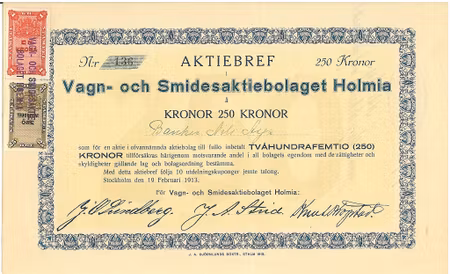 Nr 136 AKTIEBREF 250 Kronor
i
Vagn- och Smidesaktiebolaget Holmia
å
KRONOR 250 KRONOR
som för en aktie i ofvannämnda aktiebolag till fullo inbetalt TVÅHUNDRAFEMTIO (250)
KRONOR tillförsäkras härigenom motsvarande andel i all bolagets egendom med de rättigheter och
skyldigheter gällande lag och bolagsordning bestämma.
Med detta aktiebref följa 10 utdelningskuponger jemte talong.
Stockholm den 19 Februari 1913.
För Vagn- och Smidesaktiebolaget Holmia:
J. A. Strid